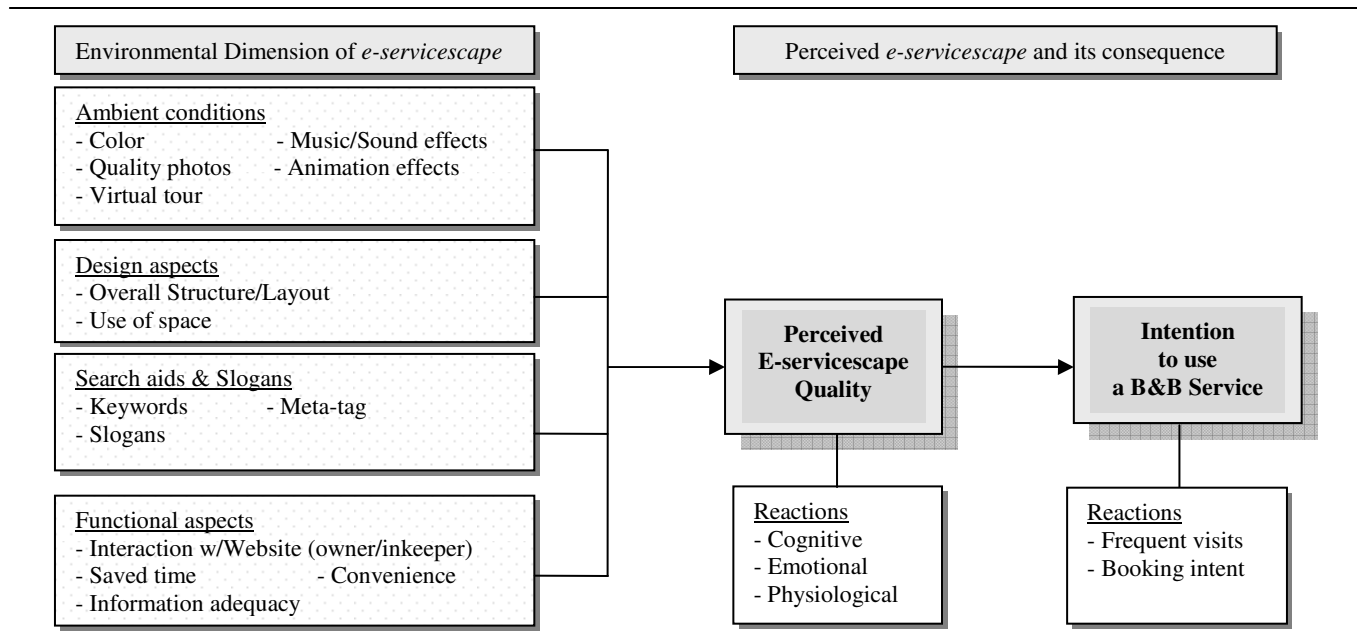 Environmental Dimension of e-servicescape
Perceived e-servicescape and its consequence
Ambient conditions
- Color - Music/Sound effects
- Quality photos - Animation effects
- Virtual tour
Design aspects
- Overall Structure/Layout
- Use of space
Search aids & Slogans
- Keywords - Meta-tag
- Slogans
Functional aspects
- Interaction w/Website (owner/inkeeper)
- Saved time - Convenience
- Information adequacy
Perceived
E-servicescape
Quality
Reactions
- Cognitive
- Emotional
- Physiological
Intention
to use
a B&B Service
Reactions
- Frequent visits
- Booking intent